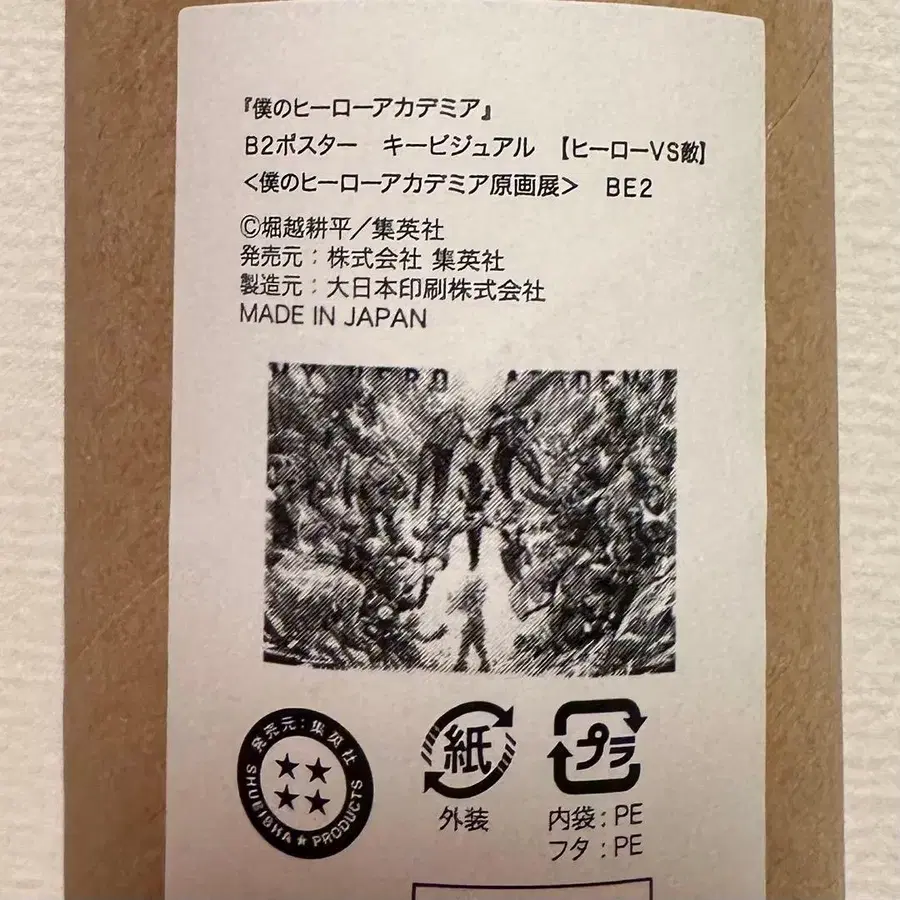 『僕のヒーローアカデミア』
B2ポスター　キービジュアル　【ヒーローVS敵】
<僕のヒーローアカデミア原画展>　BE2
©堀越耕平／集英社
発売元：株式会社 集英社
製造元：大日本印刷株式会社
MADE IN JAPAN
MY HERO ACADEMI
発売元：集英社
SHUEISHA ★ PRODUCTS
紙
外装
プラ
内袋：PE
フタ：PE